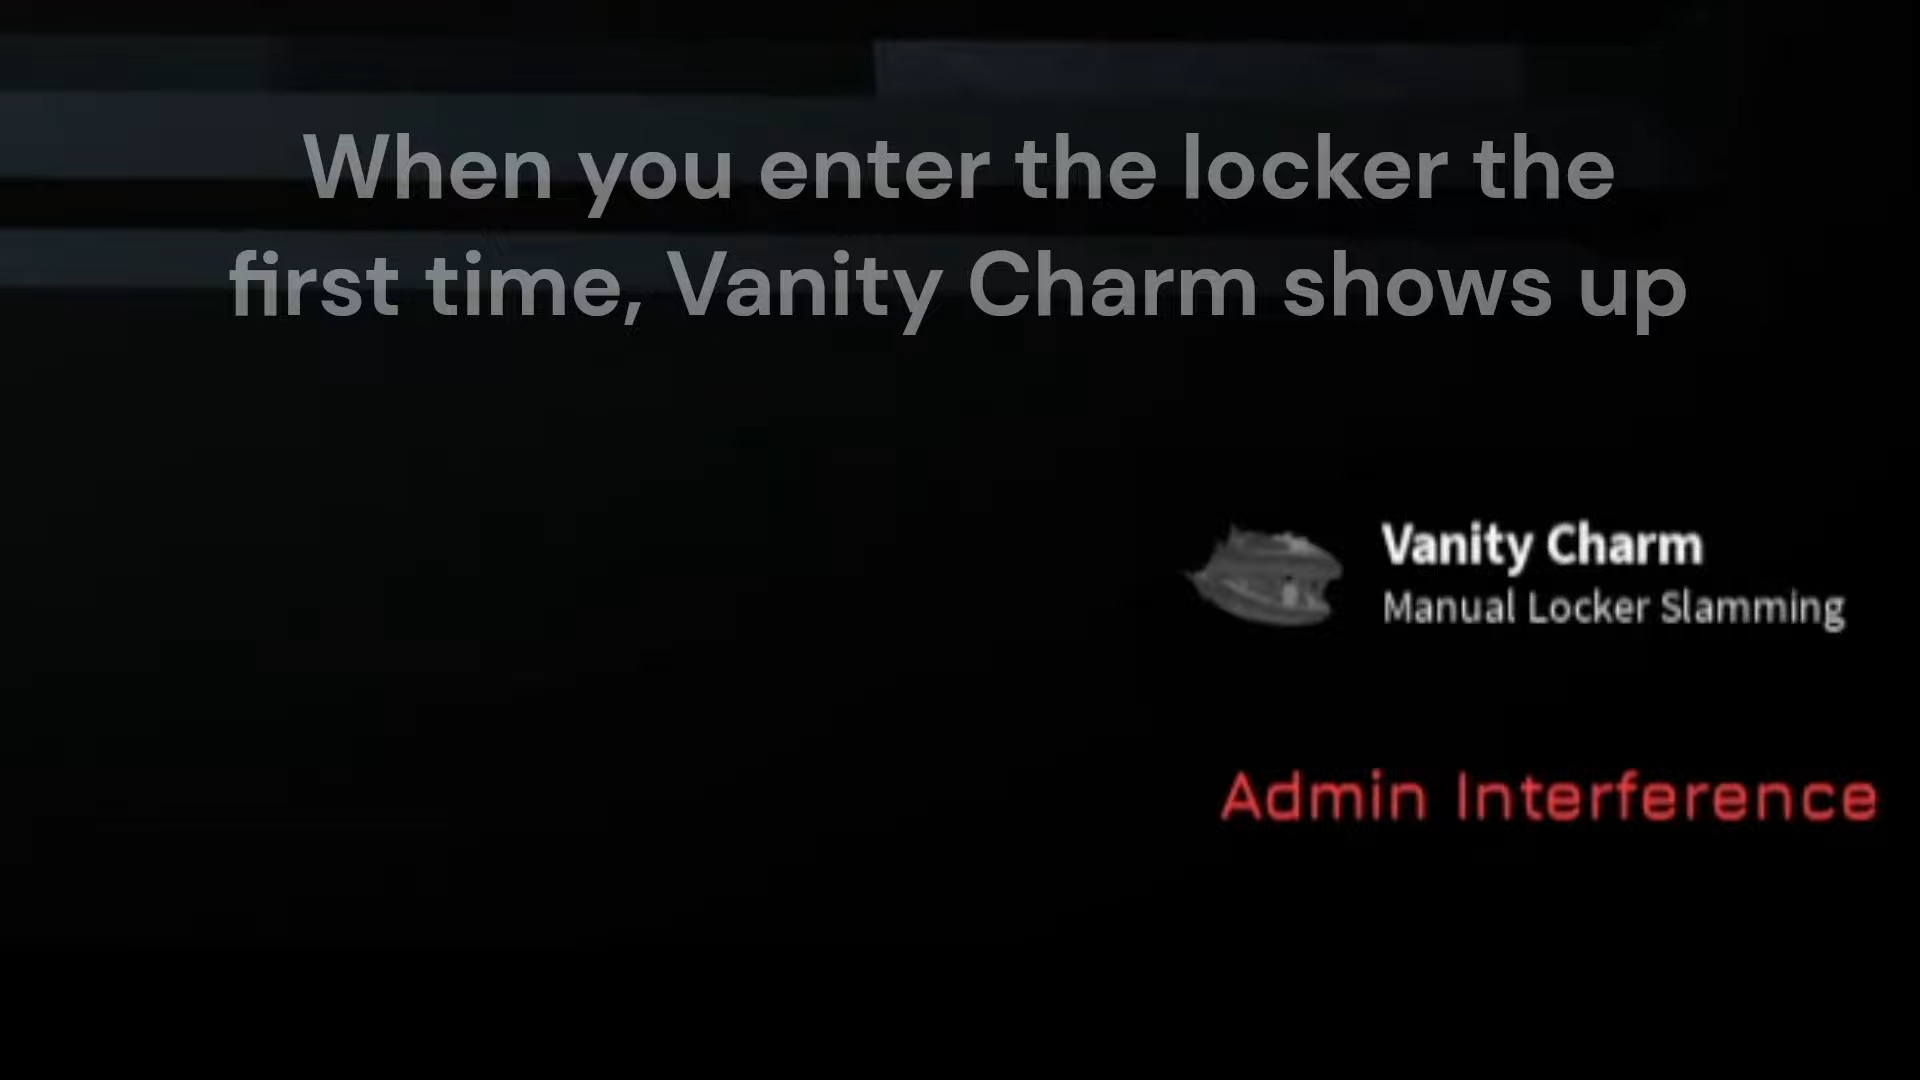 When you enter the locker the
first time, Vanity Charm shows up
Vanity Charm
Manual Locker Slamming
Admin Interference